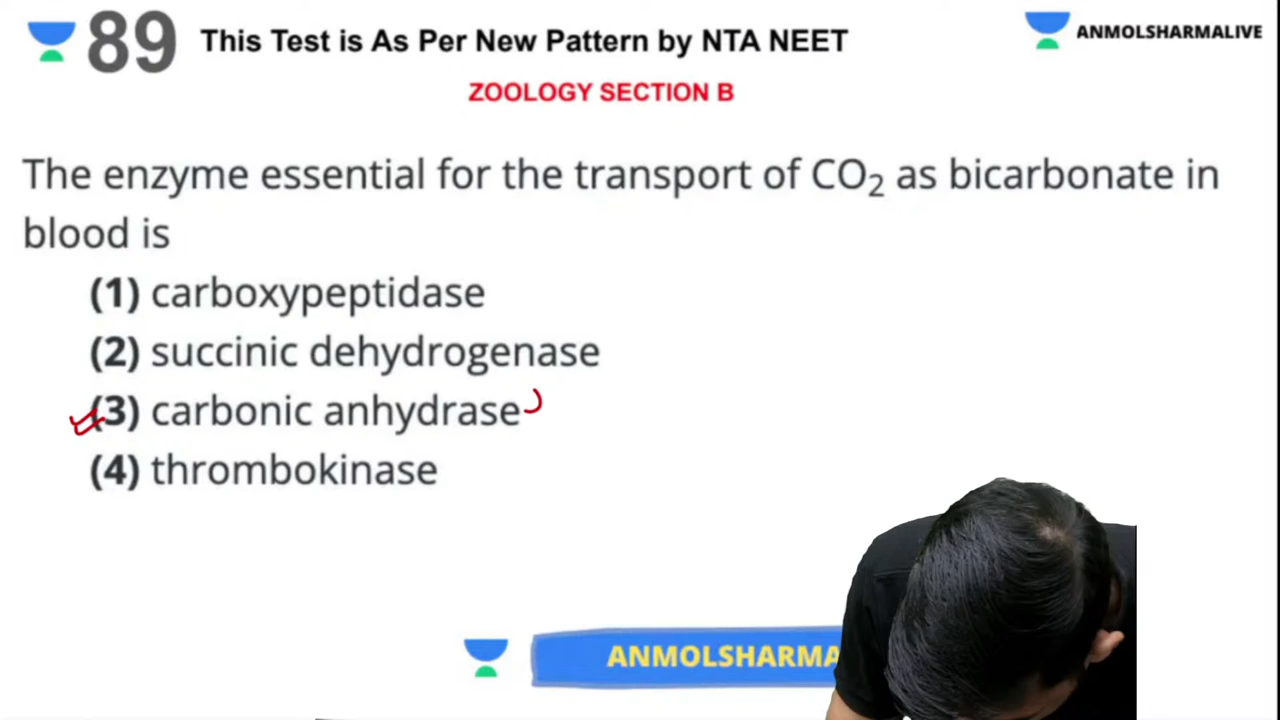 89 This Test is As Per New Pattern by NTA NEET ANMOLSHARMALIVE
ZOOLOGY SECTION B
The enzyme essential for the transport of CO₂ as bicarbonate in
blood is
(1) carboxypeptidase
(2) succinic dehydrogenase
(3) carbonic anhydrase
(4) thrombokinase
ANMOLSHARMA